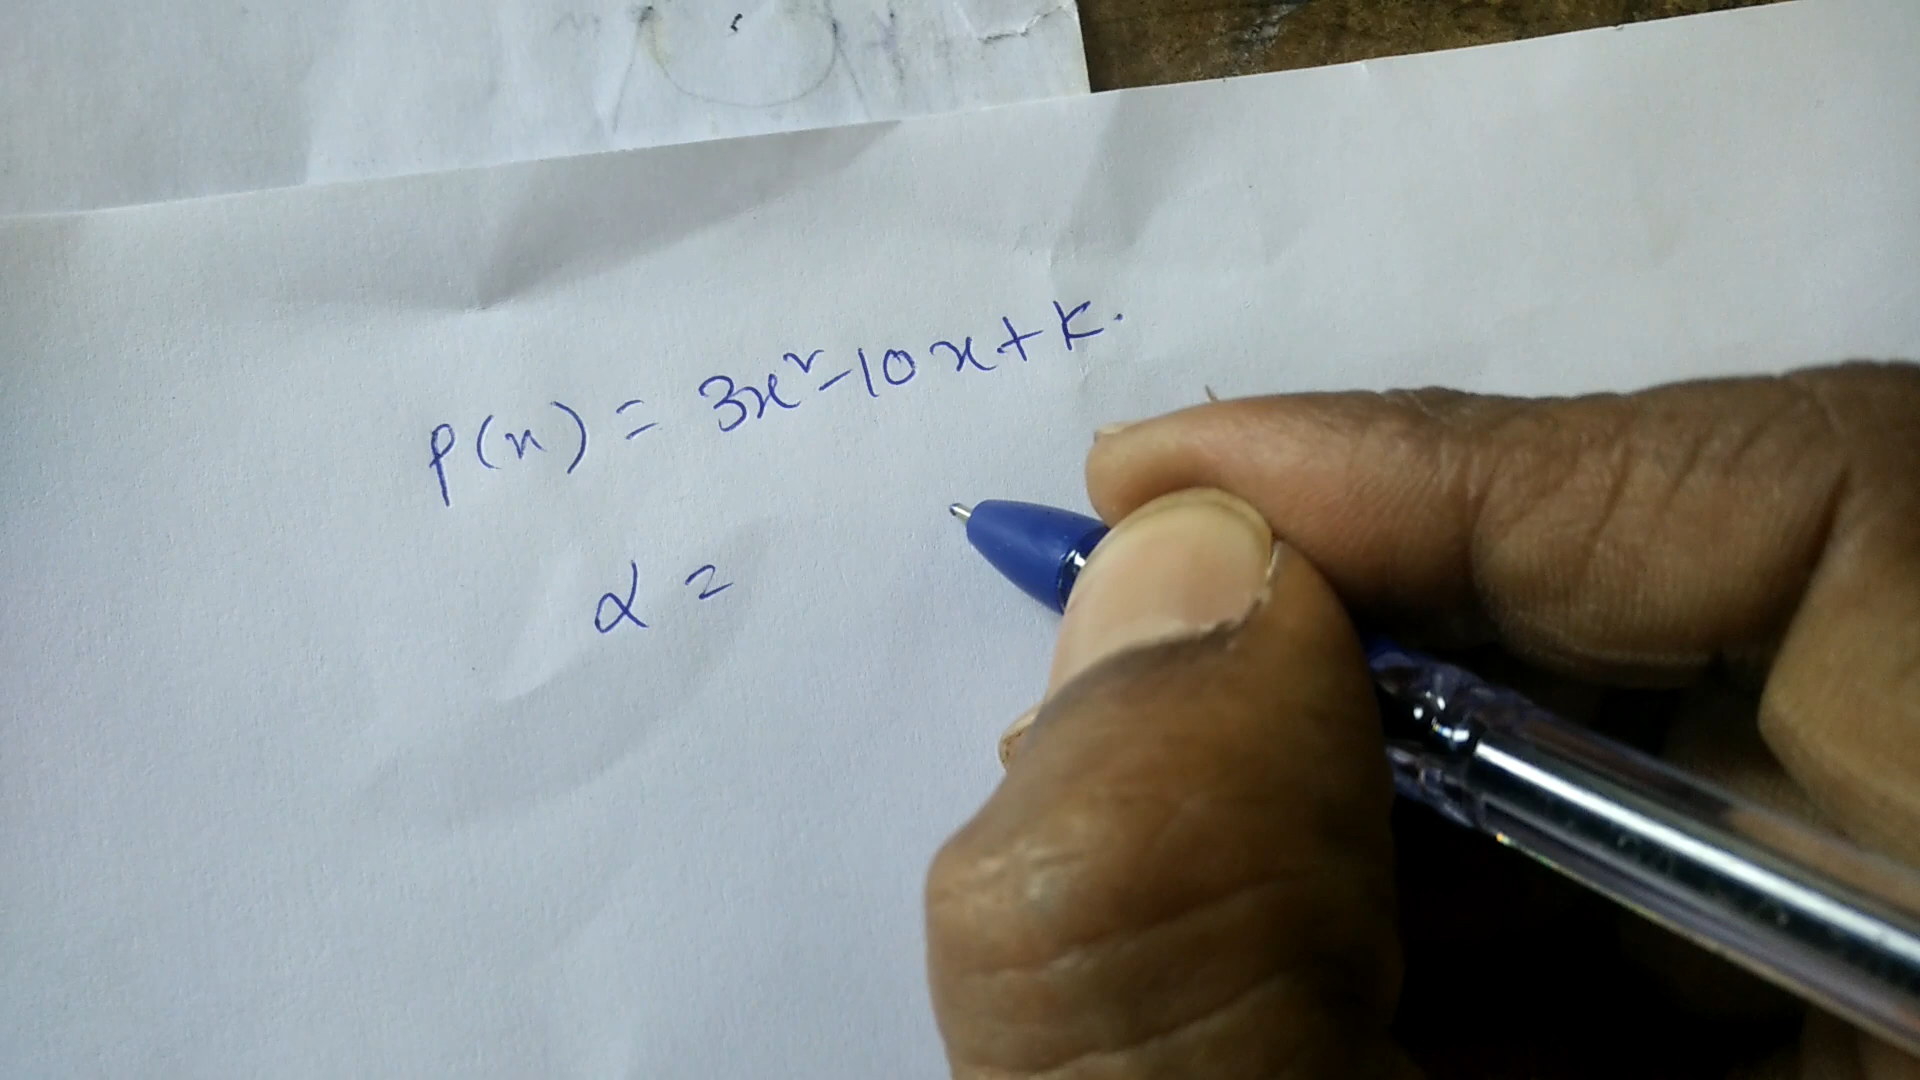 p(x) = 3x² - 10x + k.
α =